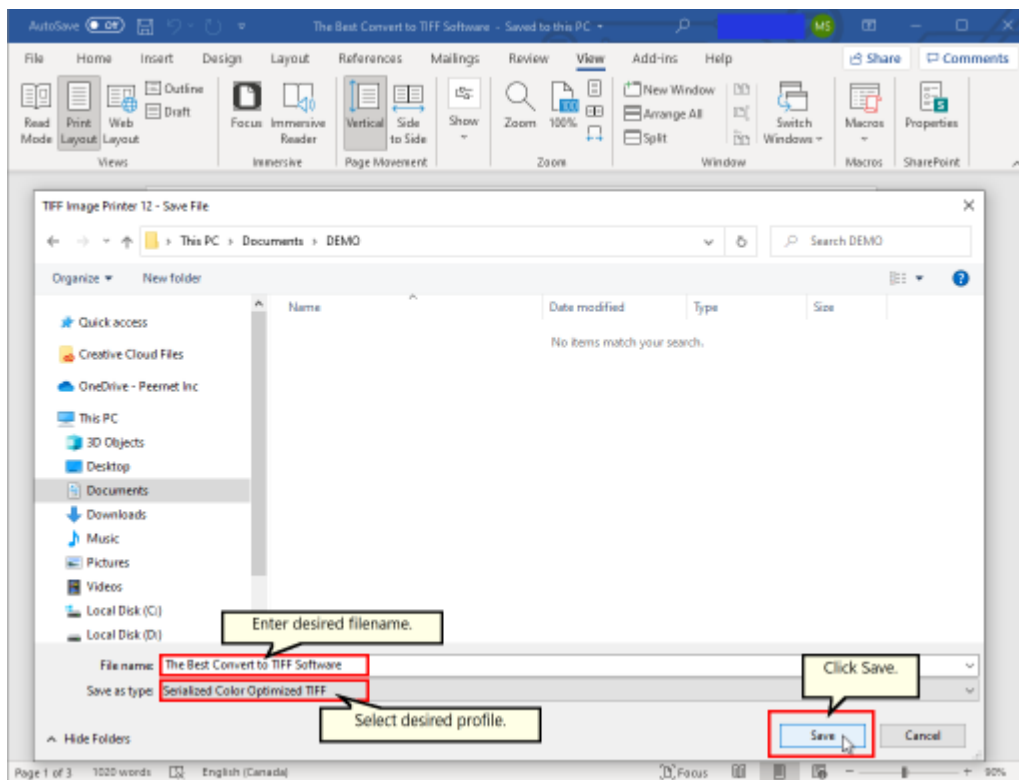 AutoSave Off The Best Convert to TIFF Software - Saved to this PC MS
File Home Insert Design Layout References Mailings Review View Add-ins Help Share Comments
Read Mode
Print Layout
Web Layout
Outline
Draft
Views
Focus
Immersive Reader
Immersive
Vertical
Side to Side
Page Movement
Show
Zoom
100
100%
Zoom
New Window
Arrange All
Split
Switch Windows
Window
Macros
Macros
Properties
SharePoint
TIFF Image Printer 12 - Save File
This PC > Documents > DEMO
Search DEMO
Organize New folder
Name Date modified Type Size
No items match your search.
Quick access
Creative Cloud Files
OneDrive - Peernet Inc
This PC
3D Objects
Desktop
Documents
Downloads
Music
Pictures
Videos
Local Disk (C:)
Local Disk (D:)
Enter desired filename.
File name: The Best Convert to TIFF Software
Click Save.
Save as type: Serialized Color Optimized TIFF
Select desired profile.
Hide Folders
Save Cancel
Page 1 of 3 1020 words English (Canada) Focus 90%